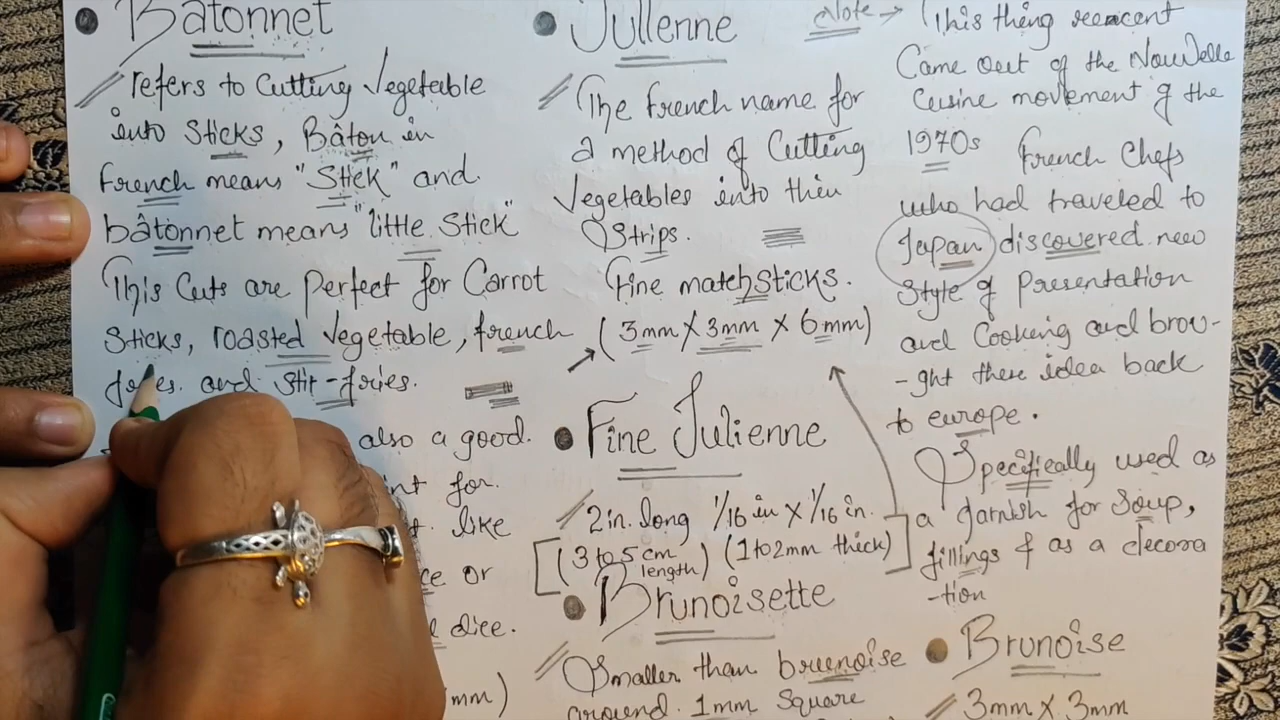 Bâtonnet
refers to Cutting Vegetable
into Sticks, Bâton in
french means "Stick" and
bâtonnet means "little Stick"
This Cuts are Perfect for Carrot
Sticks, roasted vegetable, french
fries. and Stir-fries.
also a good.
for.
like
or
dice.
mm)
Julienne
The french name for
a method of Cutting
Vegetables into thin
Strips.
Fine matchsticks.
(3mm X 3mm X 6mm)
Fine Julienne
2in. long 1/16 in X 1/16 in.
(3 to 5 cm length) (1 to 2mm thick)
Brunoisette
Smaller than brunoise
around 1mm Square
Note → This thing
Came out of the Nouvelle
Cuisine movement of the
1970s french Chefs
who had traveled to
Japan discovered new
Style of Presentation
and Cooking and brou-
-ght there idea back
to europe.
Specifically used as
a garnish for Soup,
fillings & as a decora
-tion
Brunoise
3mm X 3mm